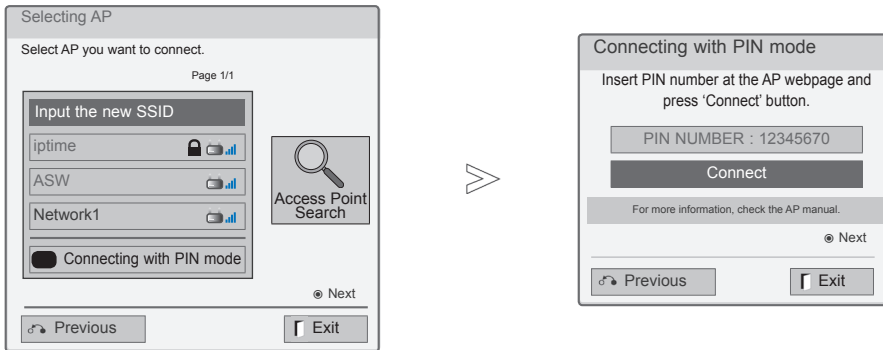 Selecting AP
Select AP you want to connect.
Page 1/1
Input the new SSID
iptime
ASW
Network1
Connecting with PIN mode
Access Point
Search
Next
Previous
Exit
Connecting with PIN mode
Insert PIN number at the AP webpage and
press ‘Connect’ button.
PIN NUMBER : 12345670
Connect
For more information, check the AP manual.
Next
Previous
Exit